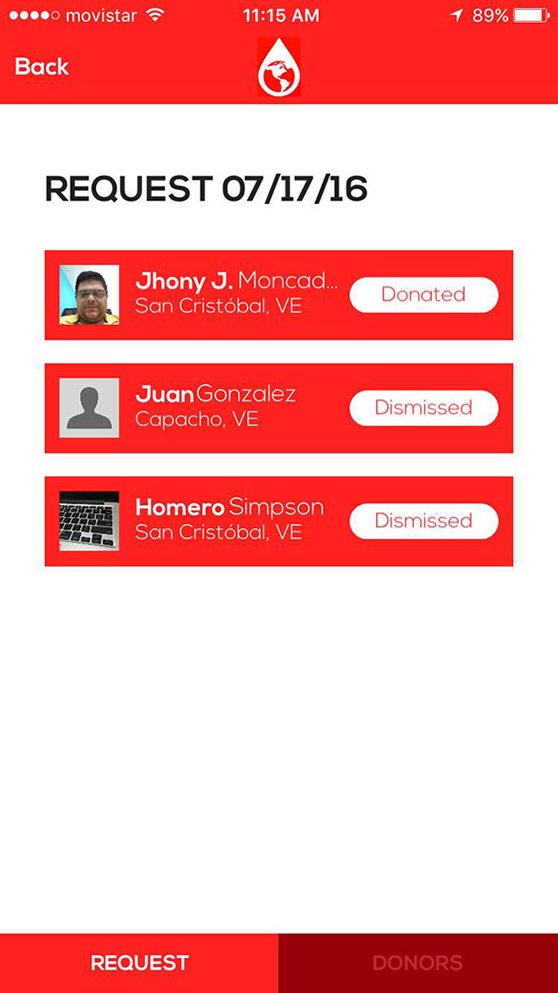 movistar 11:15 AM 89%
Back
REQUEST 07/17/16
Jhony J. Moncad...
San Cristóbal, VE
Donated
Juan Gonzalez
Capacho, VE
Dismissed
Homero Simpson
San Cristóbal, VE
Dismissed
REQUEST DONORS